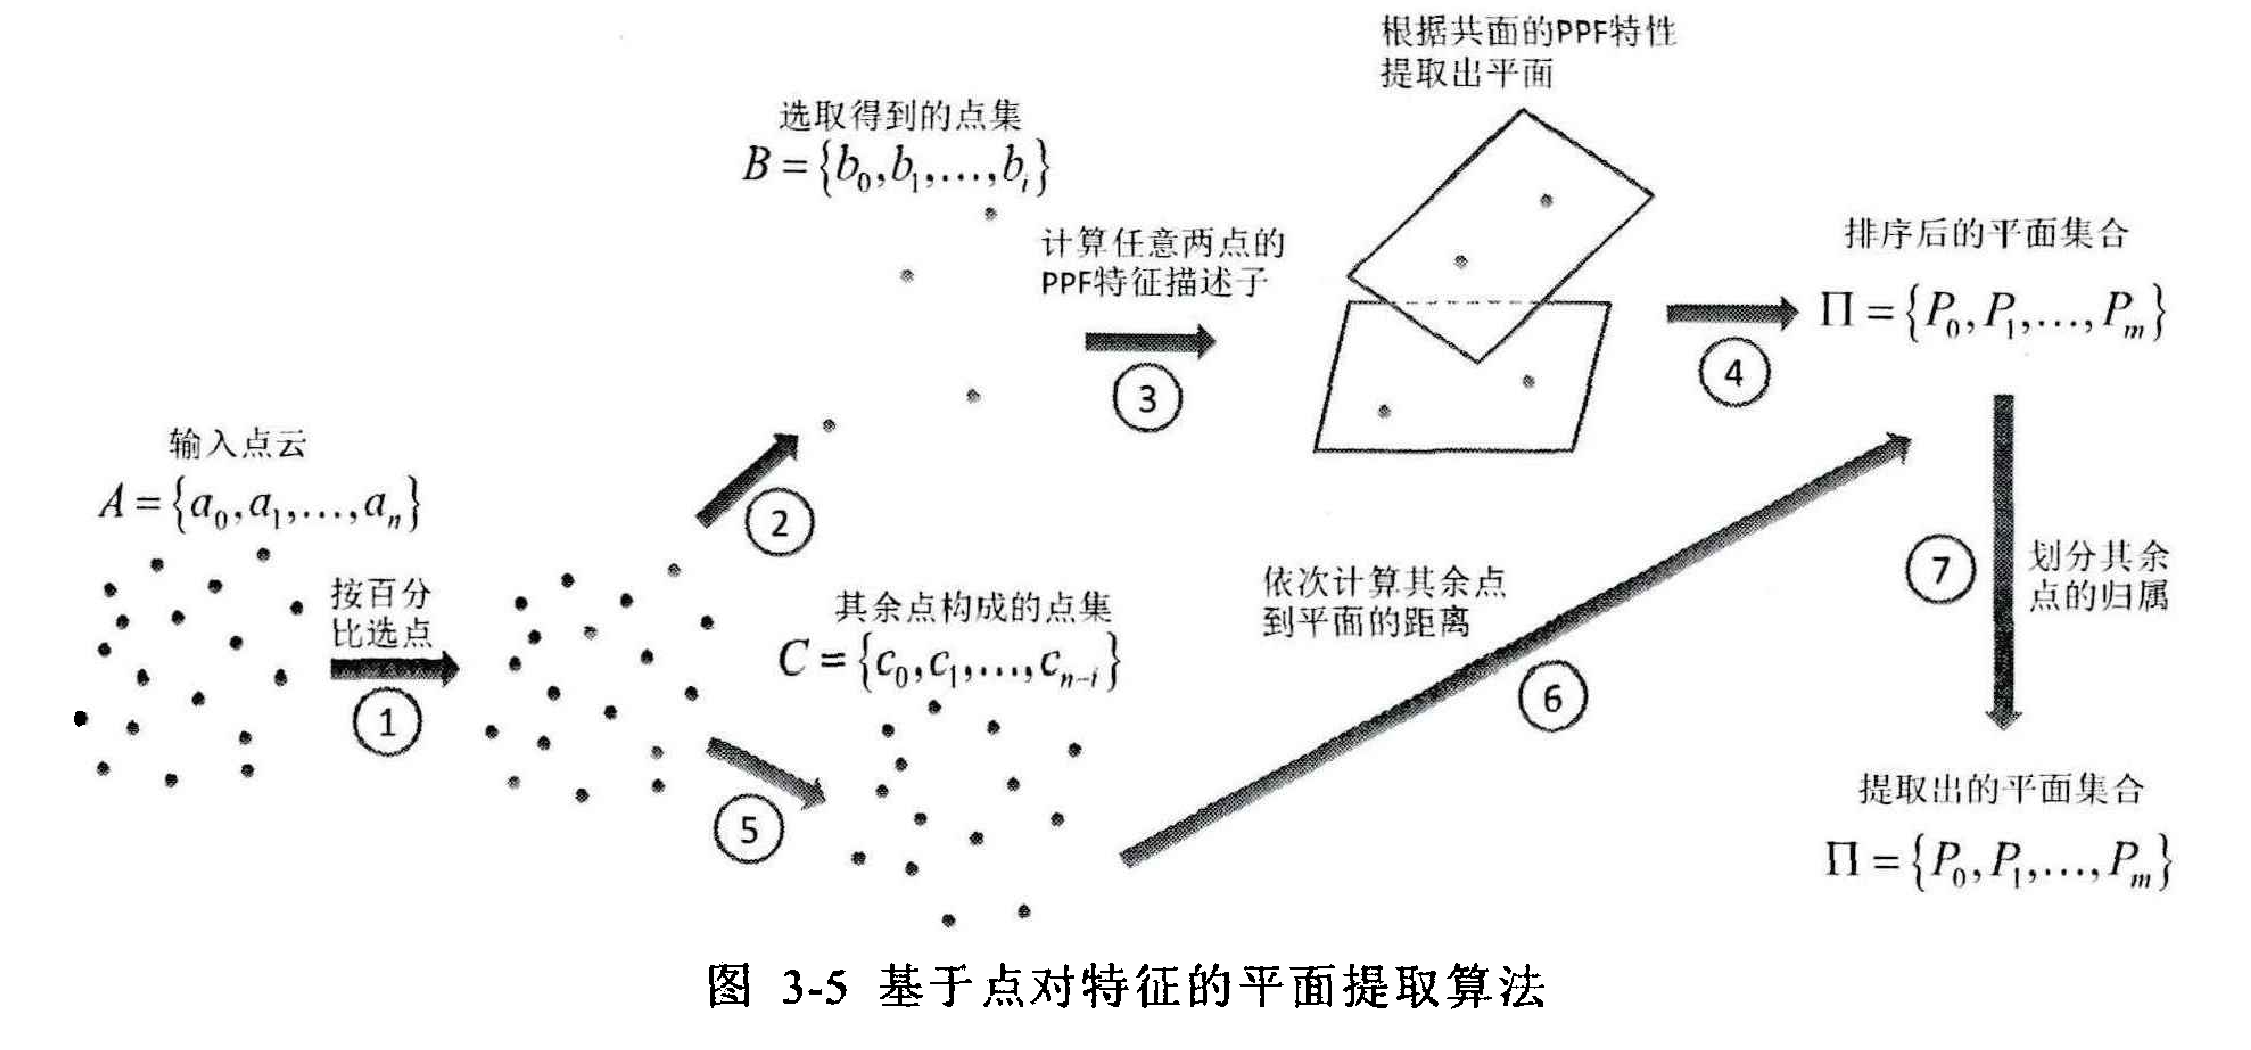 根据共面的PPF特性
提取出平面
选取得到的点集
B={b₀,b₁,...,bᵢ}
计算任意两点的
PPF特征描述子
③
排序后的平面集合
Π={P₀,P₁,...,Pₘ}
④
输入点云
A={a₀,a₁,...,aₙ}
按百分
比选点
①
②
其余点构成的点集
C={c₀,c₁,...,cₙ₋ᵢ}
⑤
依次计算其余点
到平面的距离
⑥
⑦
划分其余
点的归属
提取出的平面集合
Π={P₀,P₁,...,Pₘ}
图 3-5 基于点对特征的平面提取算法